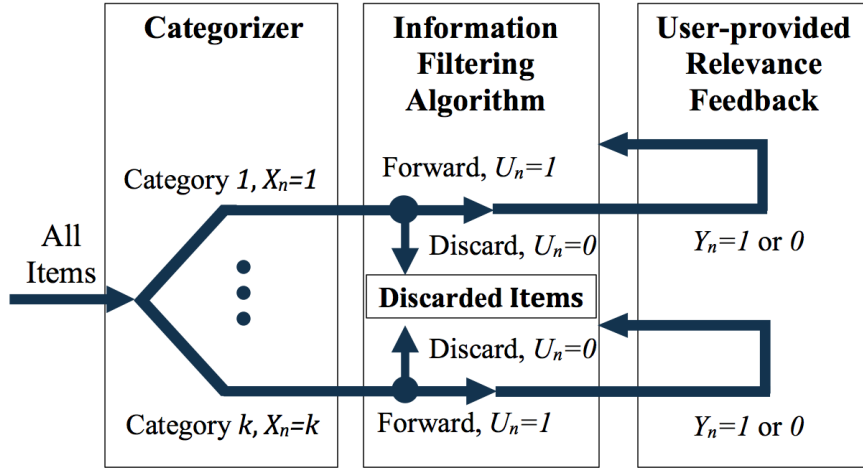 Categorizer
Information
Filtering
Algorithm
User-provided
Relevance
Feedback
Category 1, Xn=1
Forward, Un=1
All
Items
Discard, Un=0
Yn=1 or 0
Discarded Items
Discard, Un=0
Category k, Xn=k
Forward, Un=1
Yn=1 or 0